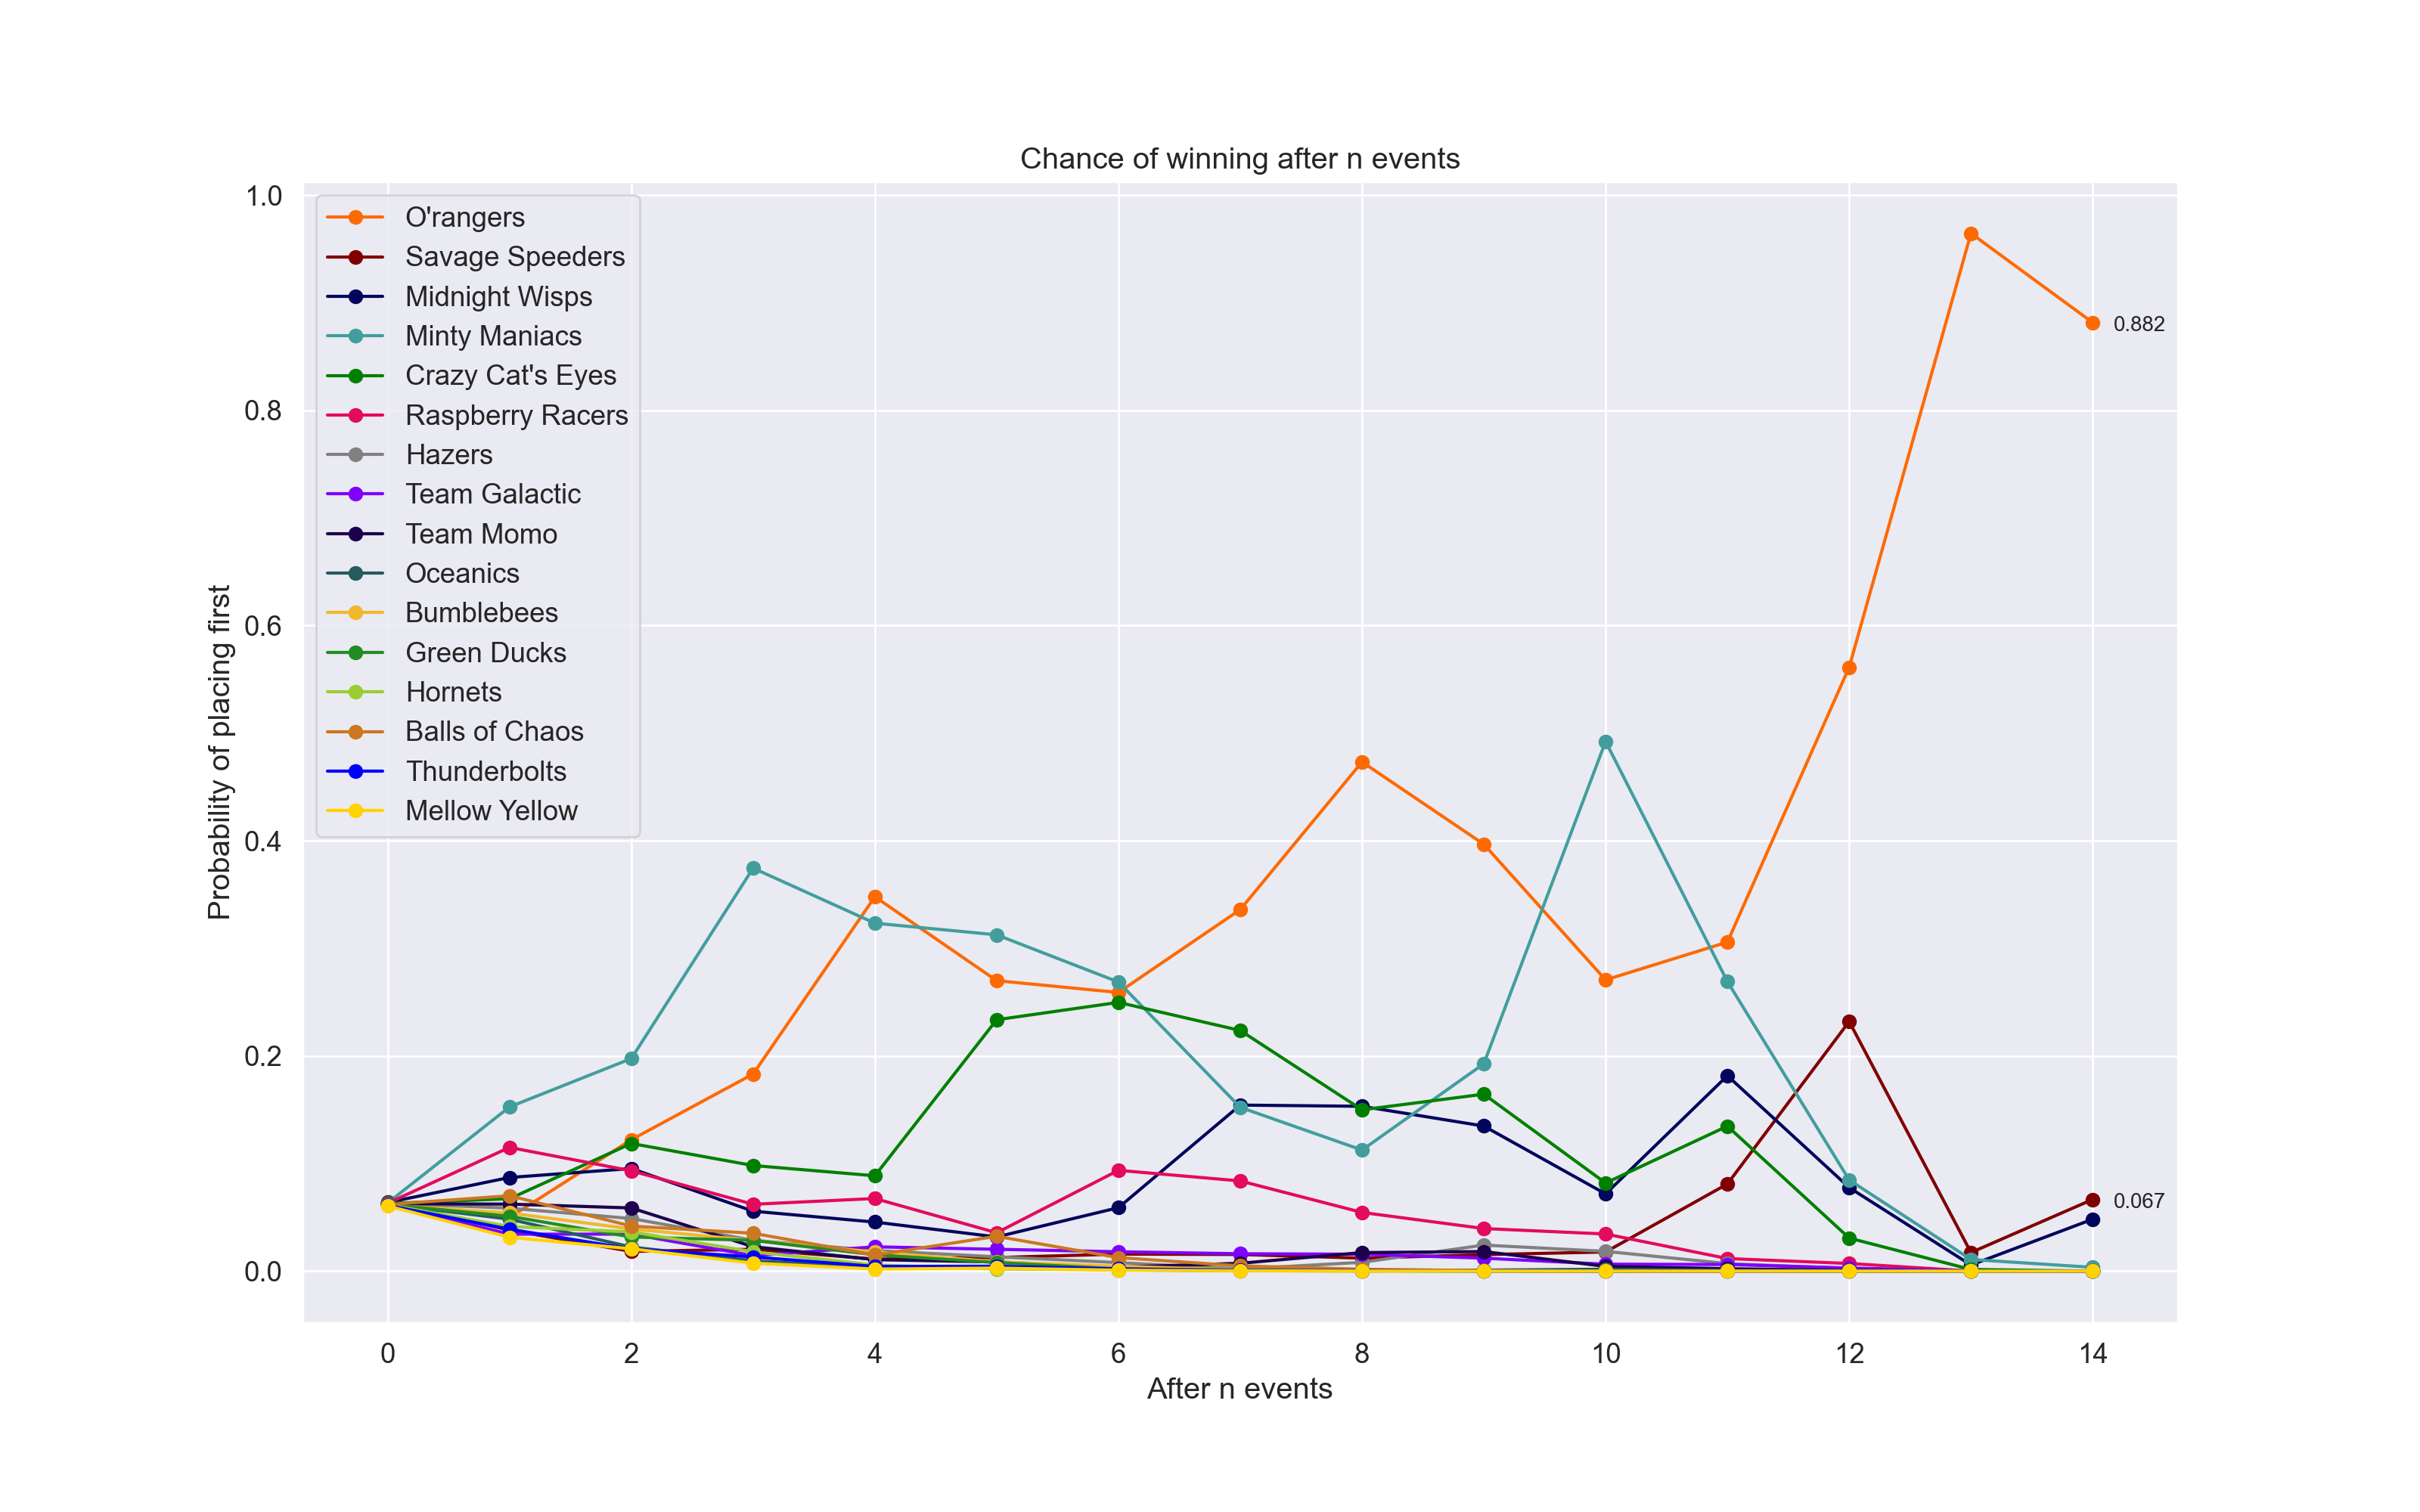 Chance of winning after n events
1.0
0.8
0.6
0.4
0.2
0.0
Probability of placing first
O'rangers
Savage Speeders
Midnight Wisps
Minty Maniacs
Crazy Cat's Eyes
Raspberry Racers
Hazers
Team Galactic
Team Momo
Oceanics
Bumblebees
Green Ducks
Hornets
Balls of Chaos
Thunderbolts
Mellow Yellow
0.882
0.067
0 2 4 6 8 10 12 14
After n events